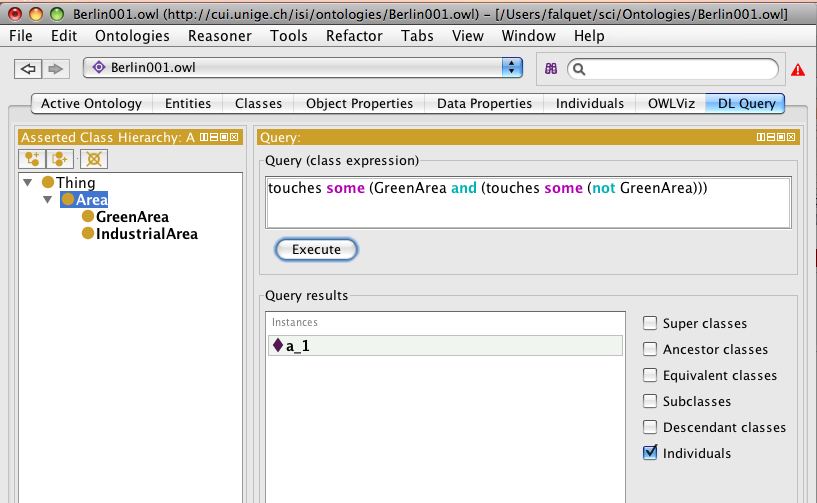 Berlin001.owl (http://cui.unige.ch/isi/ontologies/Berlin001.owl) – [/Users/falquet/sci/Ontologies/Berlin001.owl]
File Edit Ontologies Reasoner Tools Refactor Tabs View Window Help
Berlin001.owl
Active Ontology Entities Classes Object Properties Data Properties Individuals OWLViz DL Query
Asserted Class Hierarchy: A
Thing
Area
GreenArea
IndustrialArea
Query:
Query (class expression)
touches some (GreenArea and (touches some (not GreenArea)))
Execute
Query results
Instances
a_1
Super classes
Ancestor classes
Equivalent classes
Subclasses
Descendant classes
Individuals